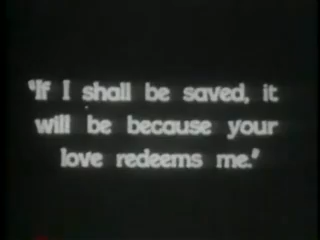 "If I shall be saved, it
will be because your
love redeems me."